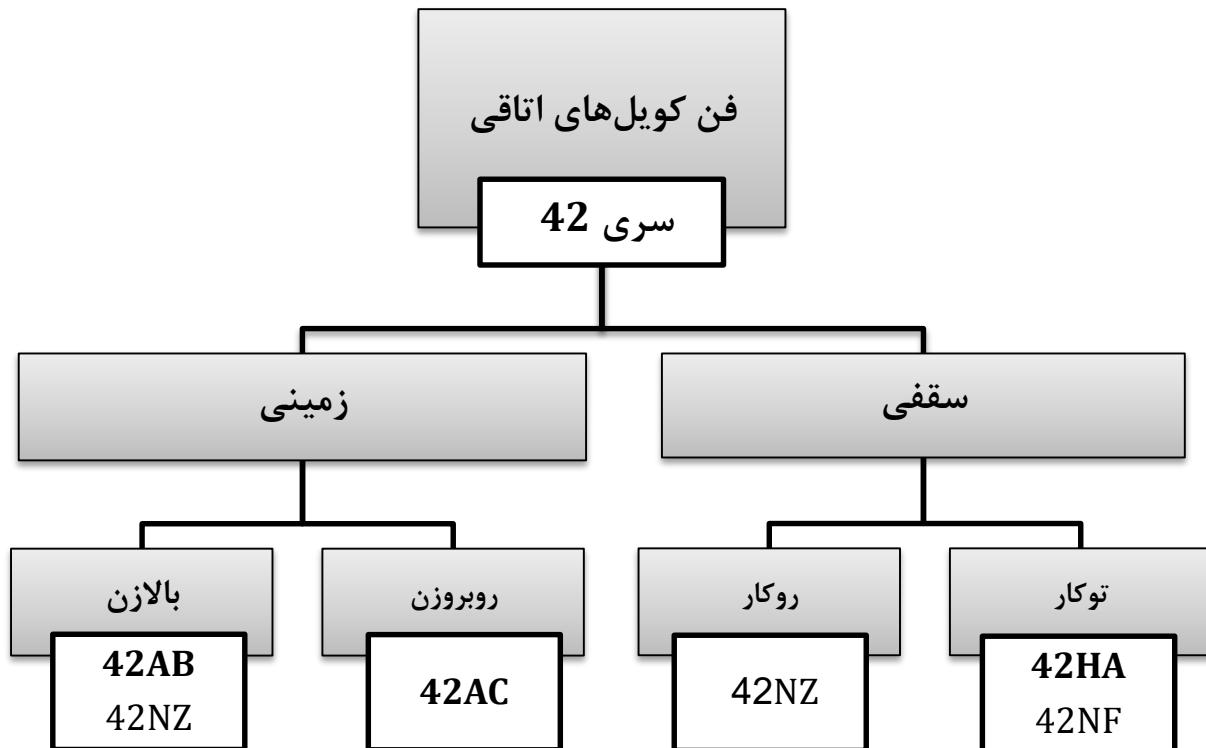 فن کویل‌های اتاقی
سری 42
سقفی
زمینی
توکار
42HA
42NF
روکار
42NZ
روبروزن
42AC
بالازن
42AB
42NZ